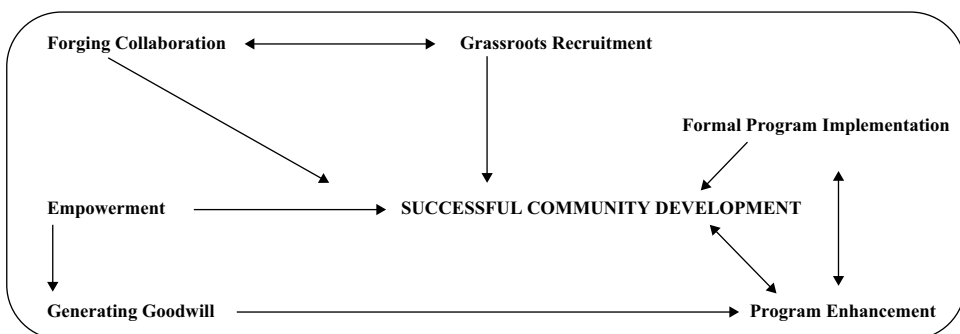 Forging Collaboration
Grassroots Recruitment
Formal Program Implementation
Empowerment
SUCCESSFUL COMMUNITY DEVELOPMENT
Generating Goodwill
Program Enhancement